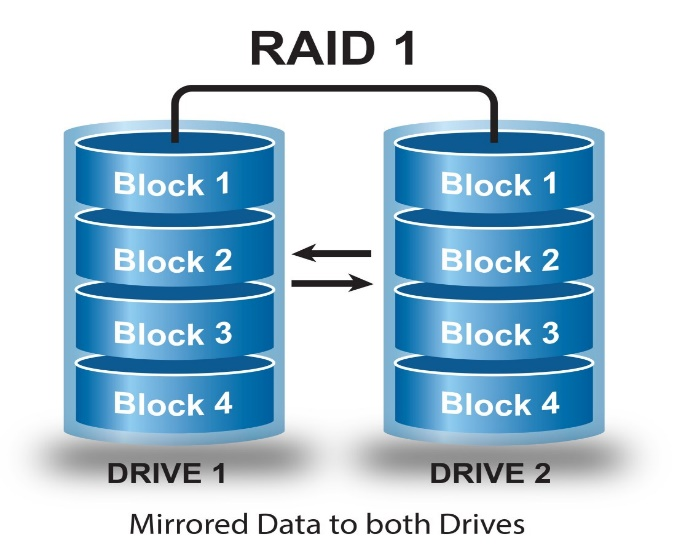 RAID 1
Block 1
Block 2
Block 3
Block 4
DRIVE 1
Block 1
Block 2
Block 3
Block 4
DRIVE 2
Mirrored Data to both Drives